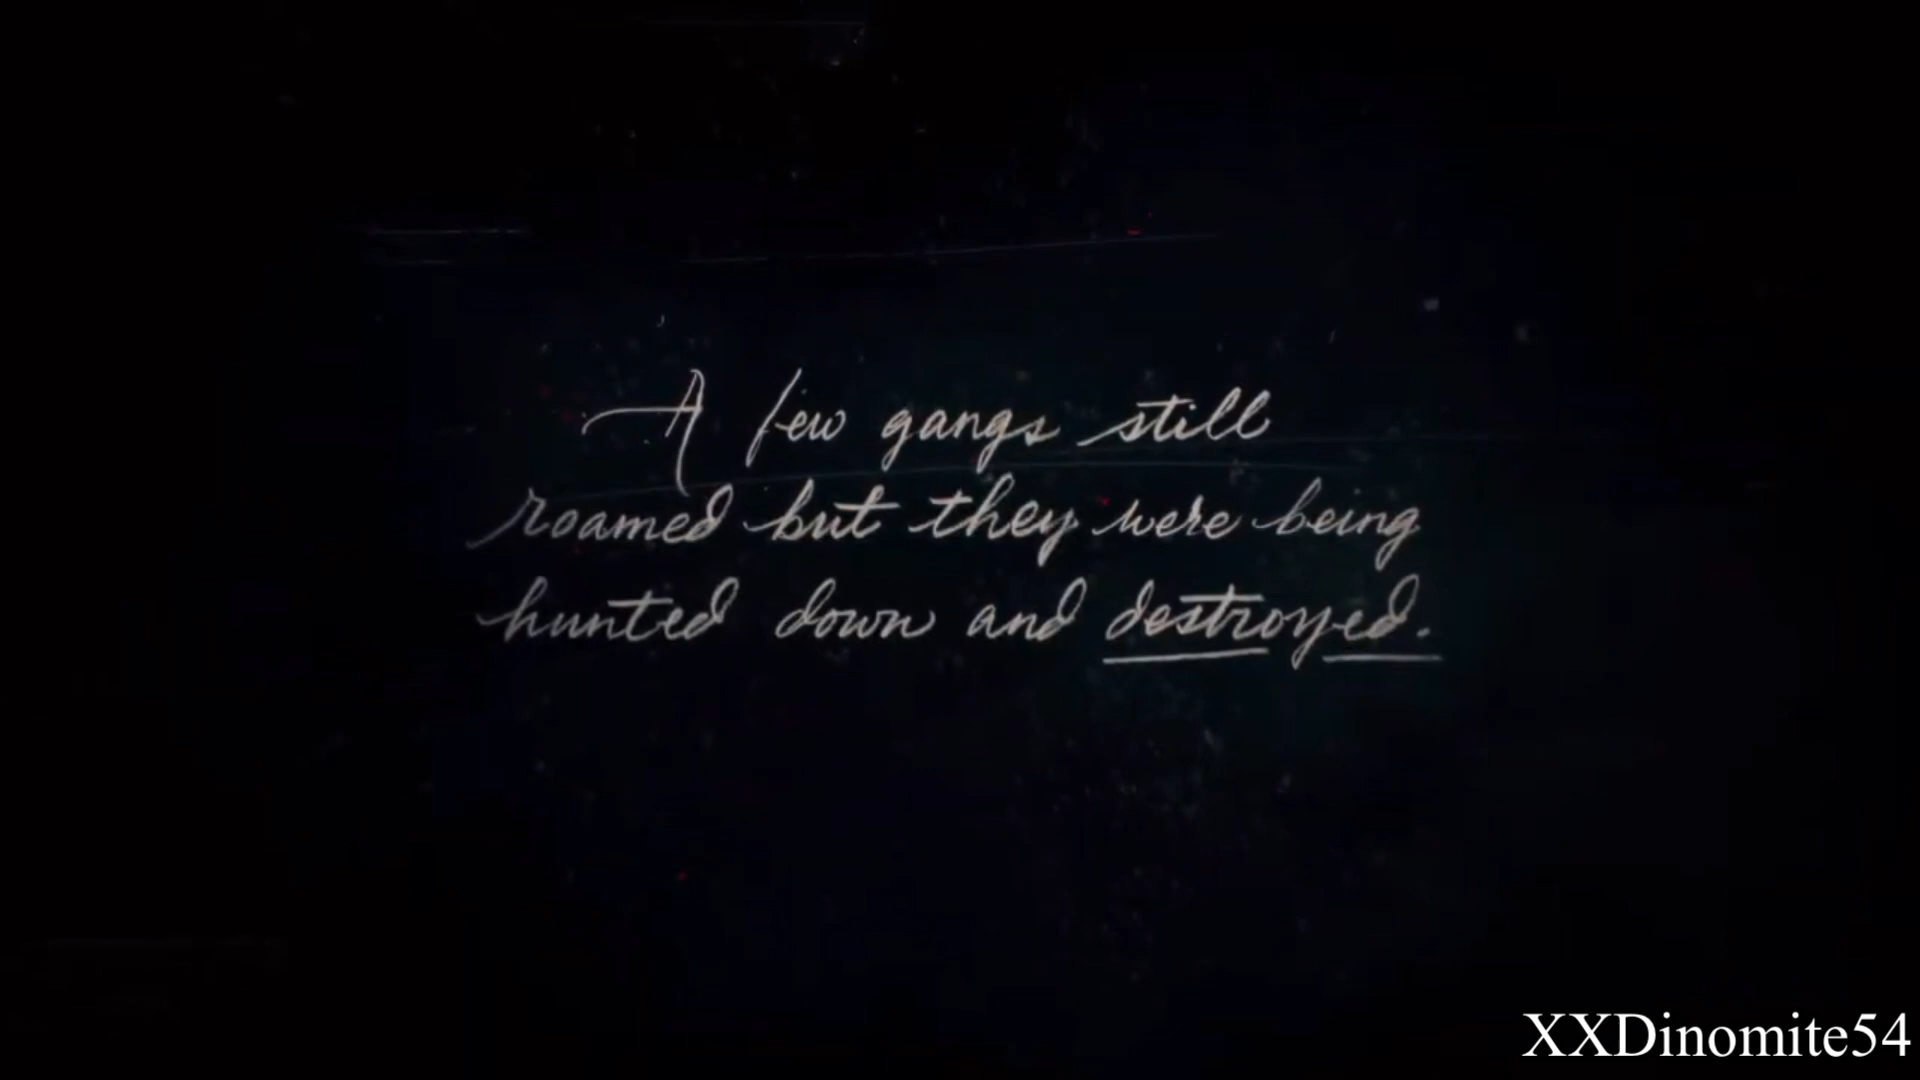 A few gangs still
roamed but they were being
hunted down and destroyed.
XXDinomite54